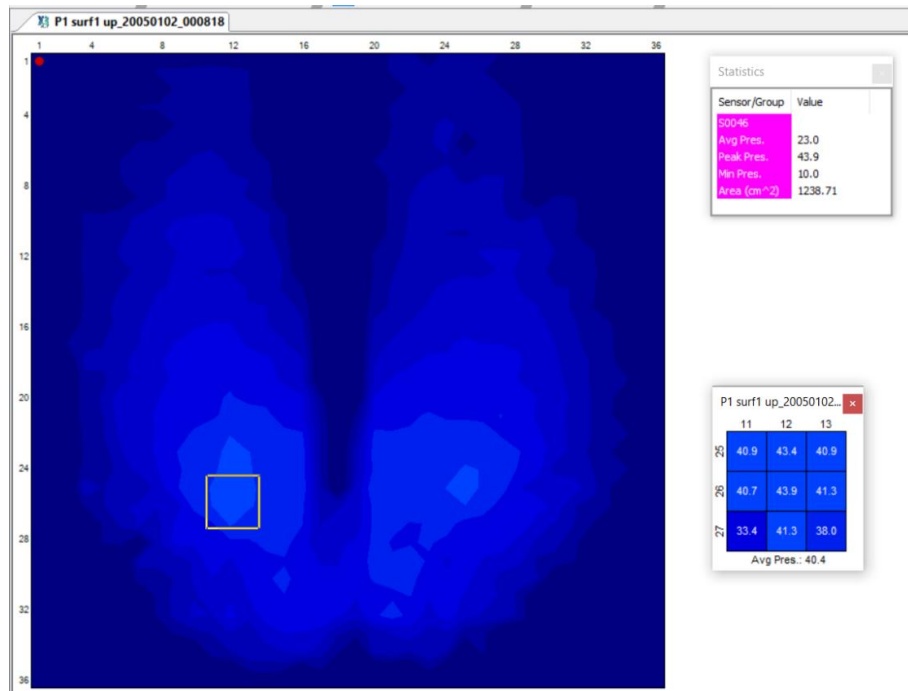 P1 surf1 up_20050102_000818
1 4 8 12 16 20 24 28 32 36
1
4
8
12
16
20
24
28
32
36
Statistics
Sensor/Group Value
S0046
Avg Pres. 23.0
Peak Pres. 43.9
Min Pres. 10.0
Area (cm^2) 1238.71
P1 surf1 up_20050102... ×
11 12 13
25 40.9 43.4 40.9
26 40.7 43.9 41.3
27 33.4 41.3 38.0
Avg Pres.: 40.4